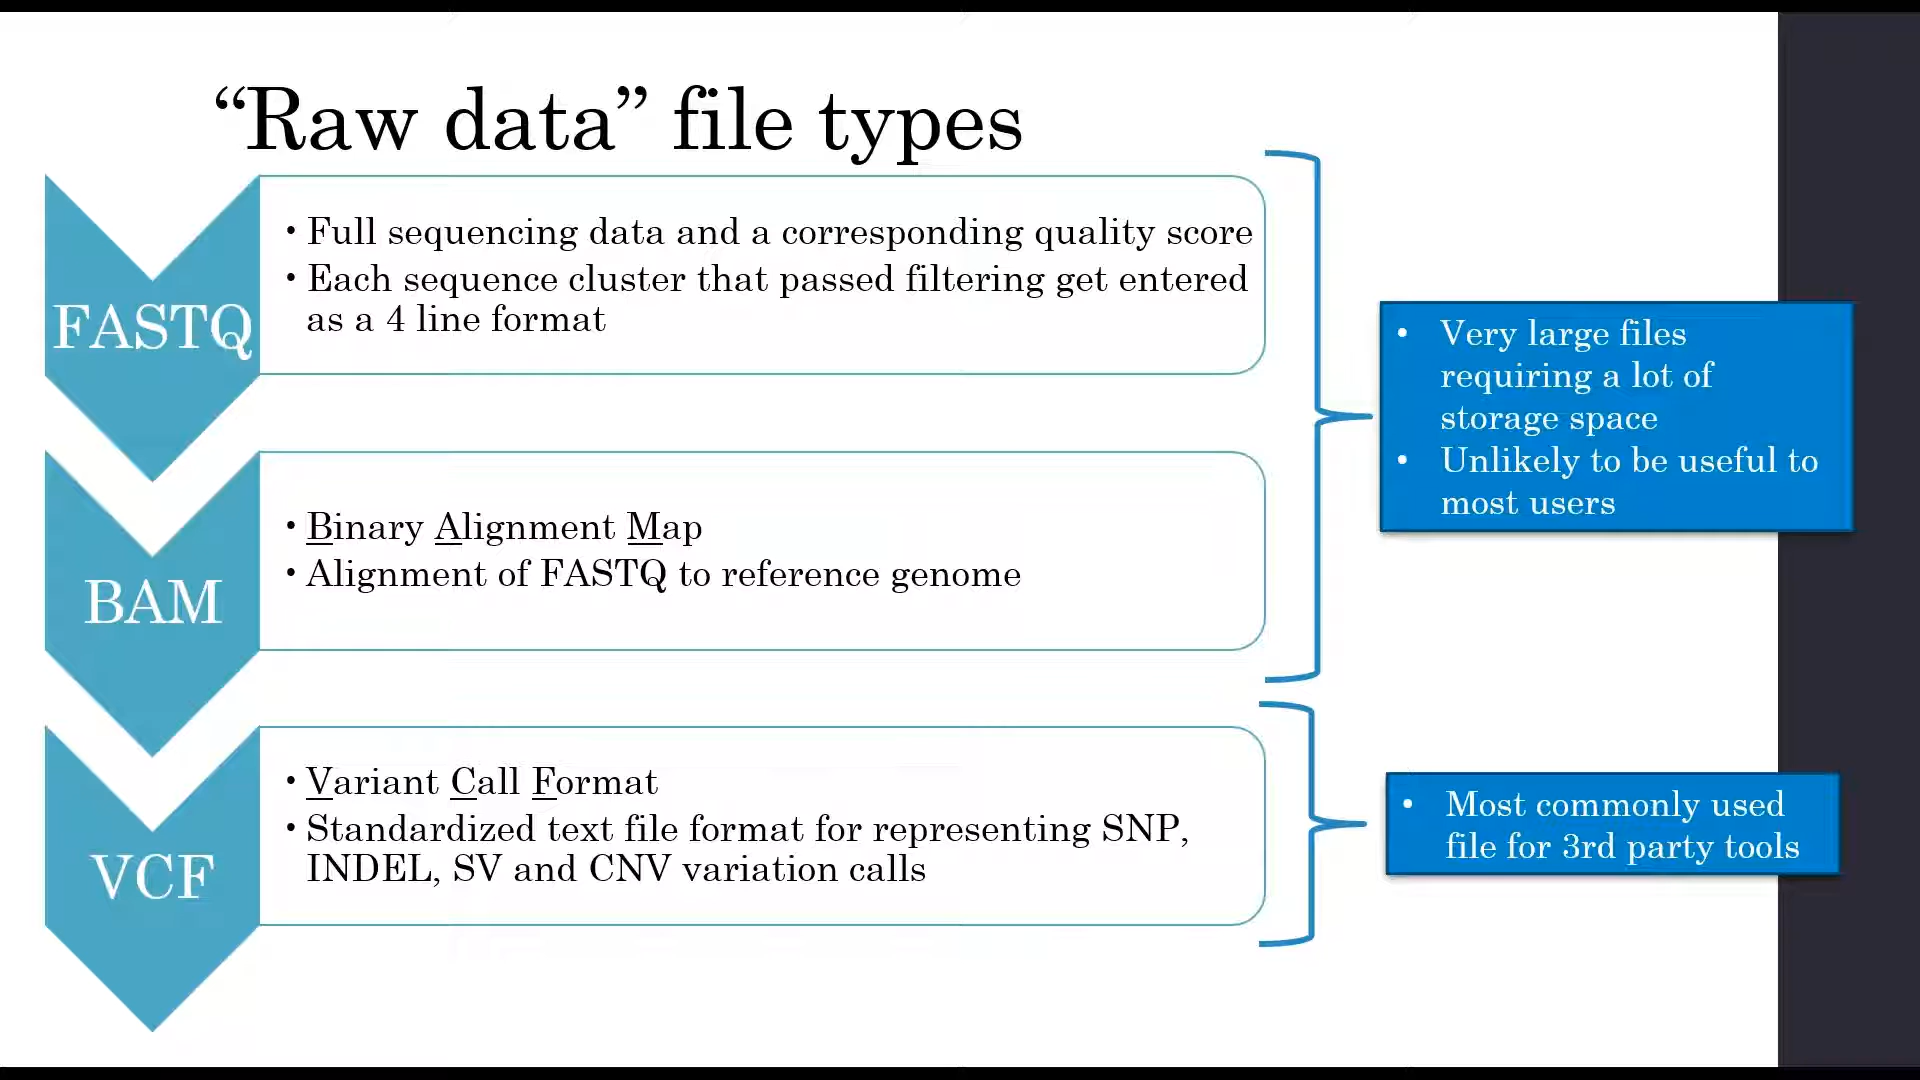 “Raw data” file types
FASTQ
• Full sequencing data and a corresponding quality score
• Each sequence cluster that passed filtering get entered
as a 4 line format
• Very large files
requiring a lot of
storage space
• Unlikely to be useful to
most users
BAM
• Binary Alignment Map
• Alignment of FASTQ to reference genome
VCF
• Variant Call Format
• Standardized text file format for representing SNP,
INDEL, SV and CNV variation calls
• Most commonly used
file for 3rd party tools